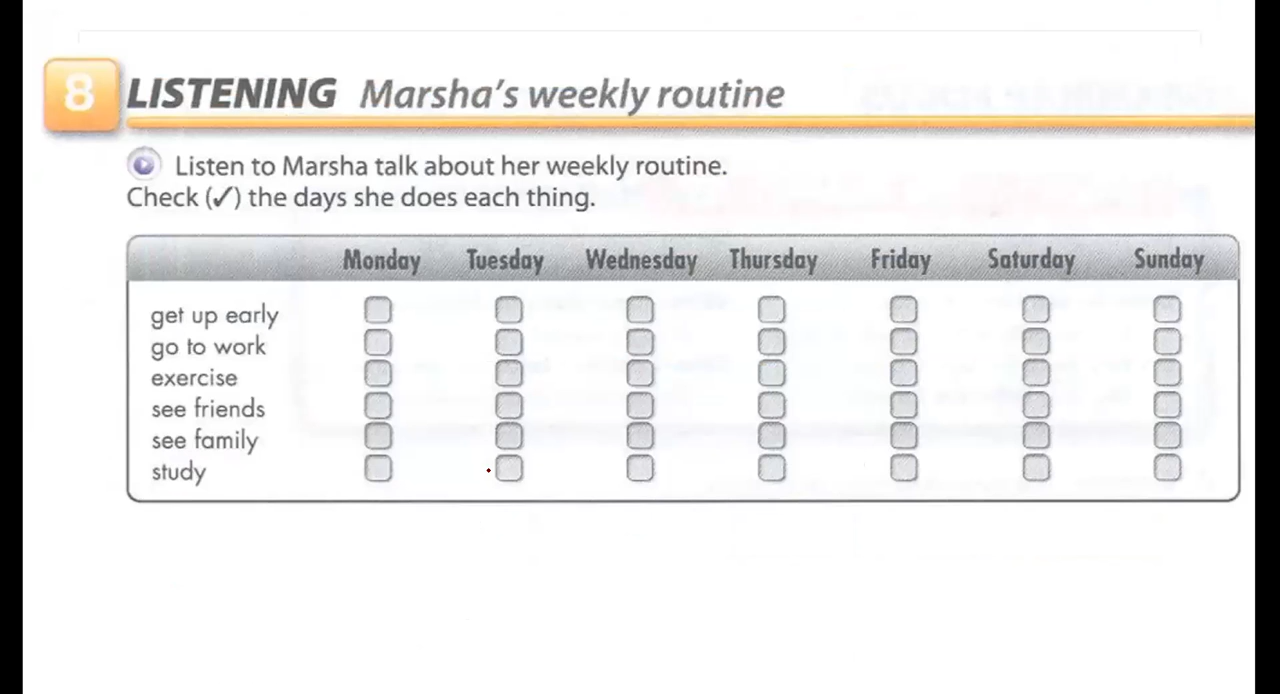 8 LISTENING Marsha's weekly routine
Listen to Marsha talk about her weekly routine.
Check (✓) the days she does each thing.
Monday Tuesday Wednesday Thursday Friday Saturday Sunday
get up early
go to work
exercise
see friends
see family
study